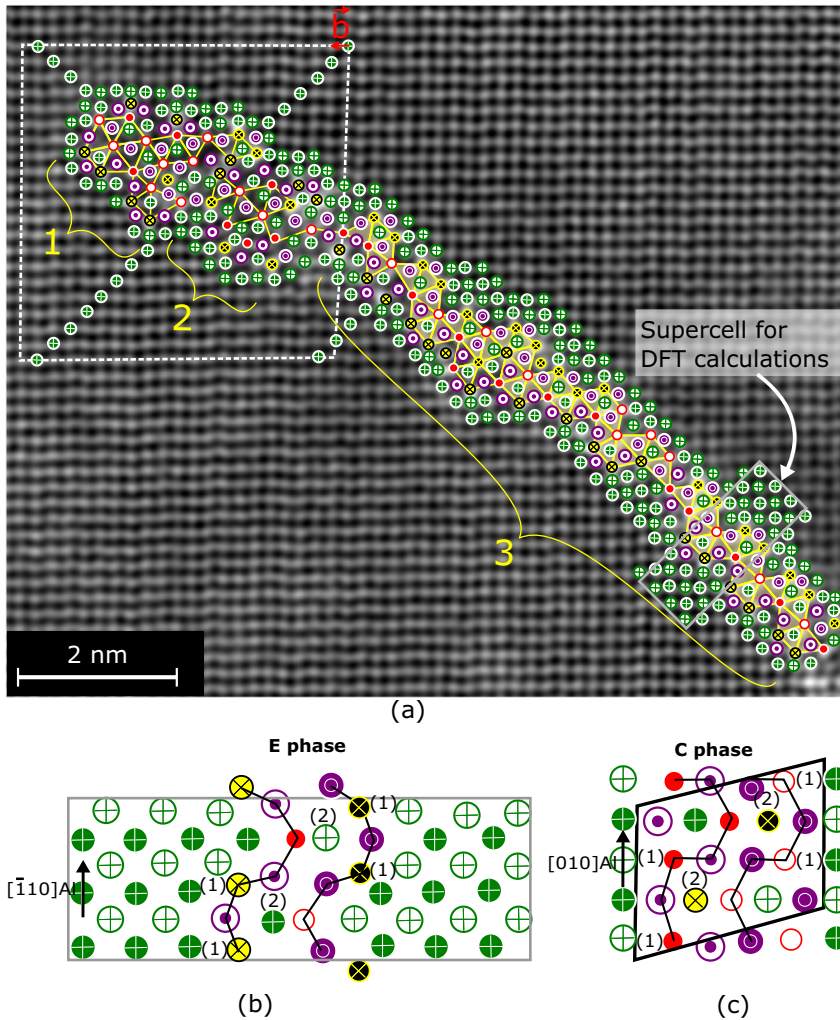 b
1
2
Supercell for
DFT calculations
3
2 nm
(a)
E phase
C phase
(1)
(2)
(1)
(2)
[1̅10]Al
(1)
(2)
(1)
[010]Al
(1)
(2)
(1)
(1)
(1)
(b)
(c)